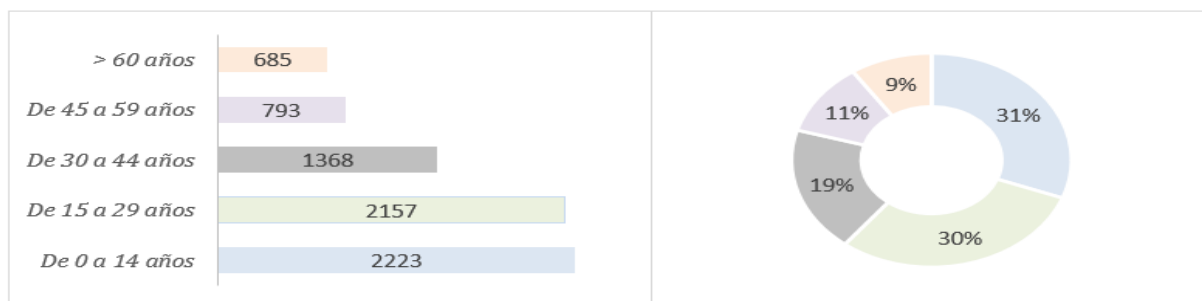 > 60 años 685
De 45 a 59 años 793
De 30 a 44 años 1368
De 15 a 29 años 2157
De 0 a 14 años 2223
31%
30%
19%
11%
9%